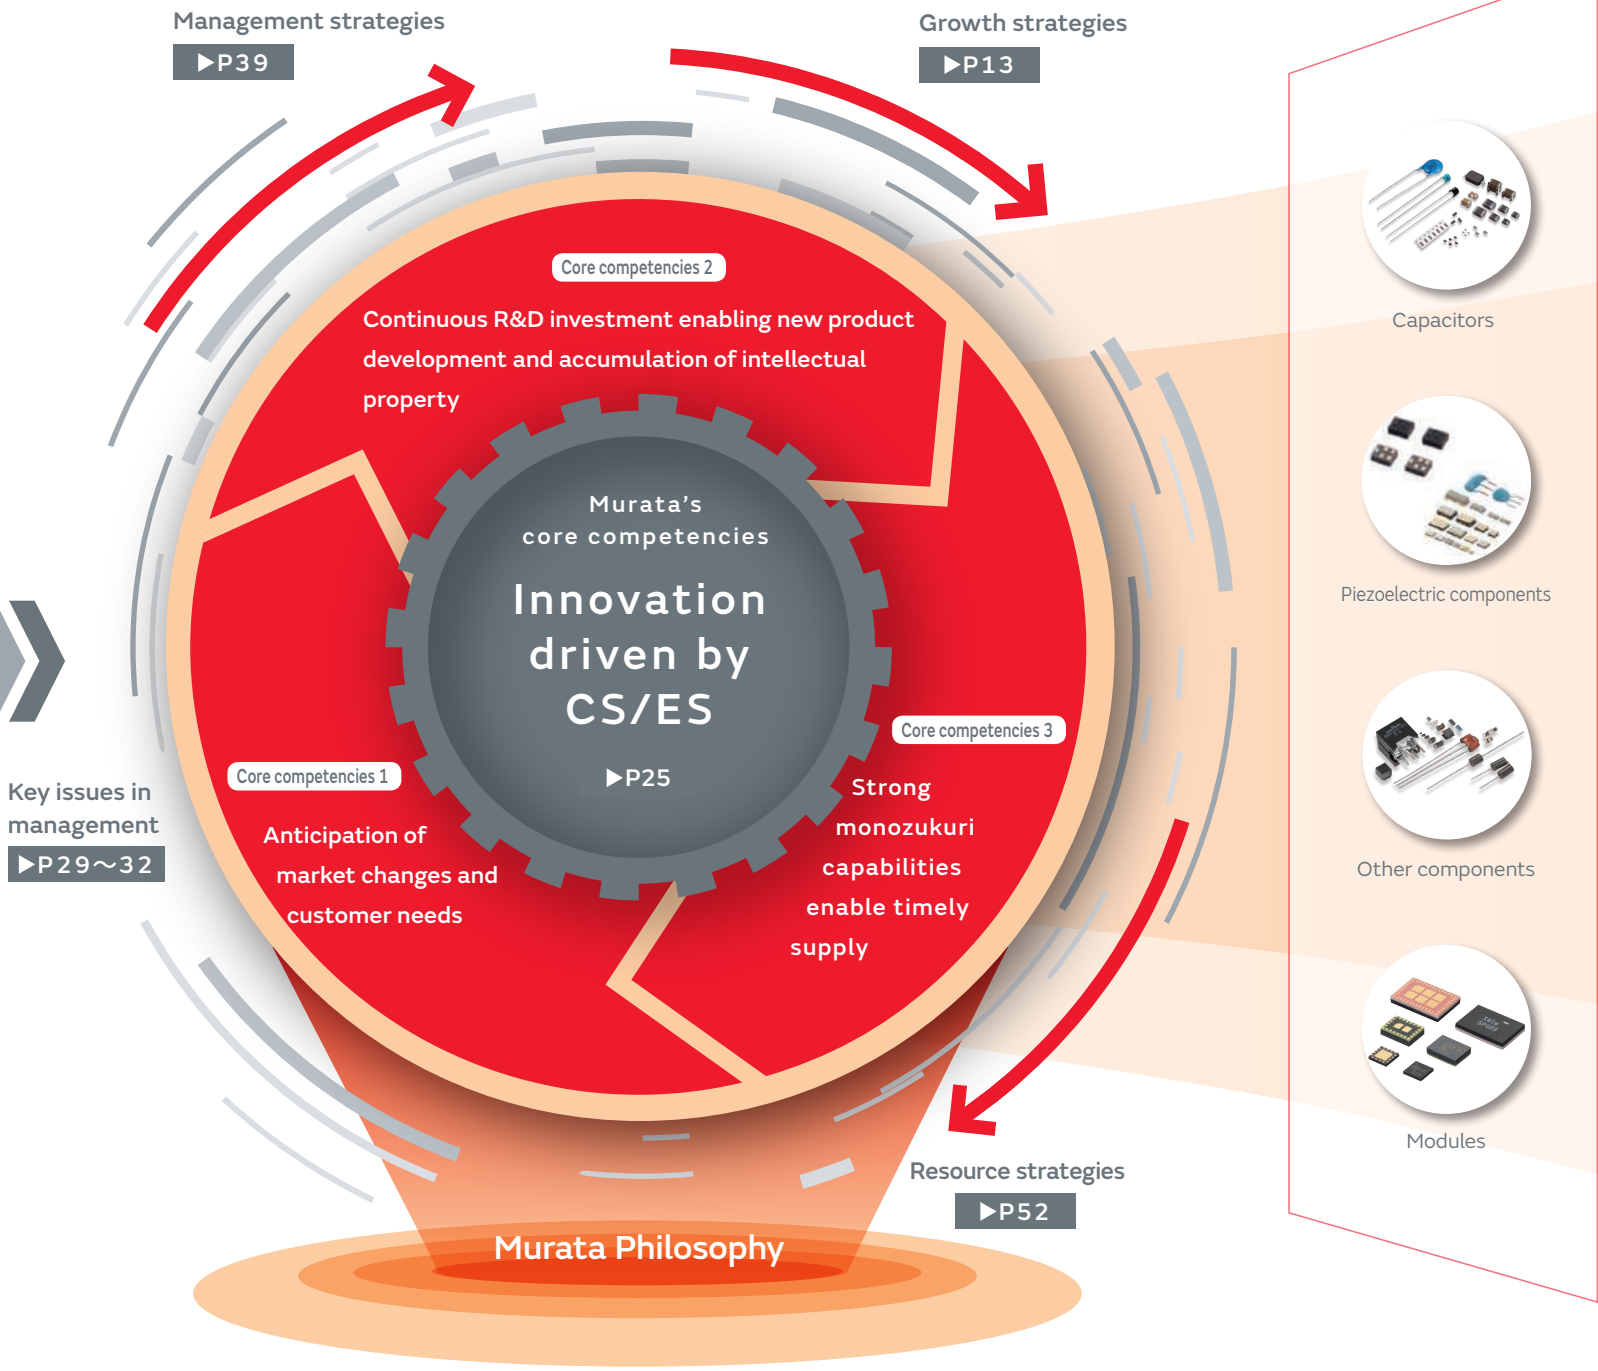 Management strategies
▶P39
Growth strategies
▶P13
Core competencies 2
Continuous R&D investment enabling new product
development and accumulation of intellectual
property
Murata’s
core competencies
Innovation
driven by
CS/ES
▶P25
Core competencies 1
Anticipation of
market changes and
customer needs
Core competencies 3
Strong
monozukuri
capabilities
enable timely
supply
Key issues in
management
▶P29〜32
Resource strategies
▶P52
Murata Philosophy
Capacitors
Piezoelectric components
Other components
Modules